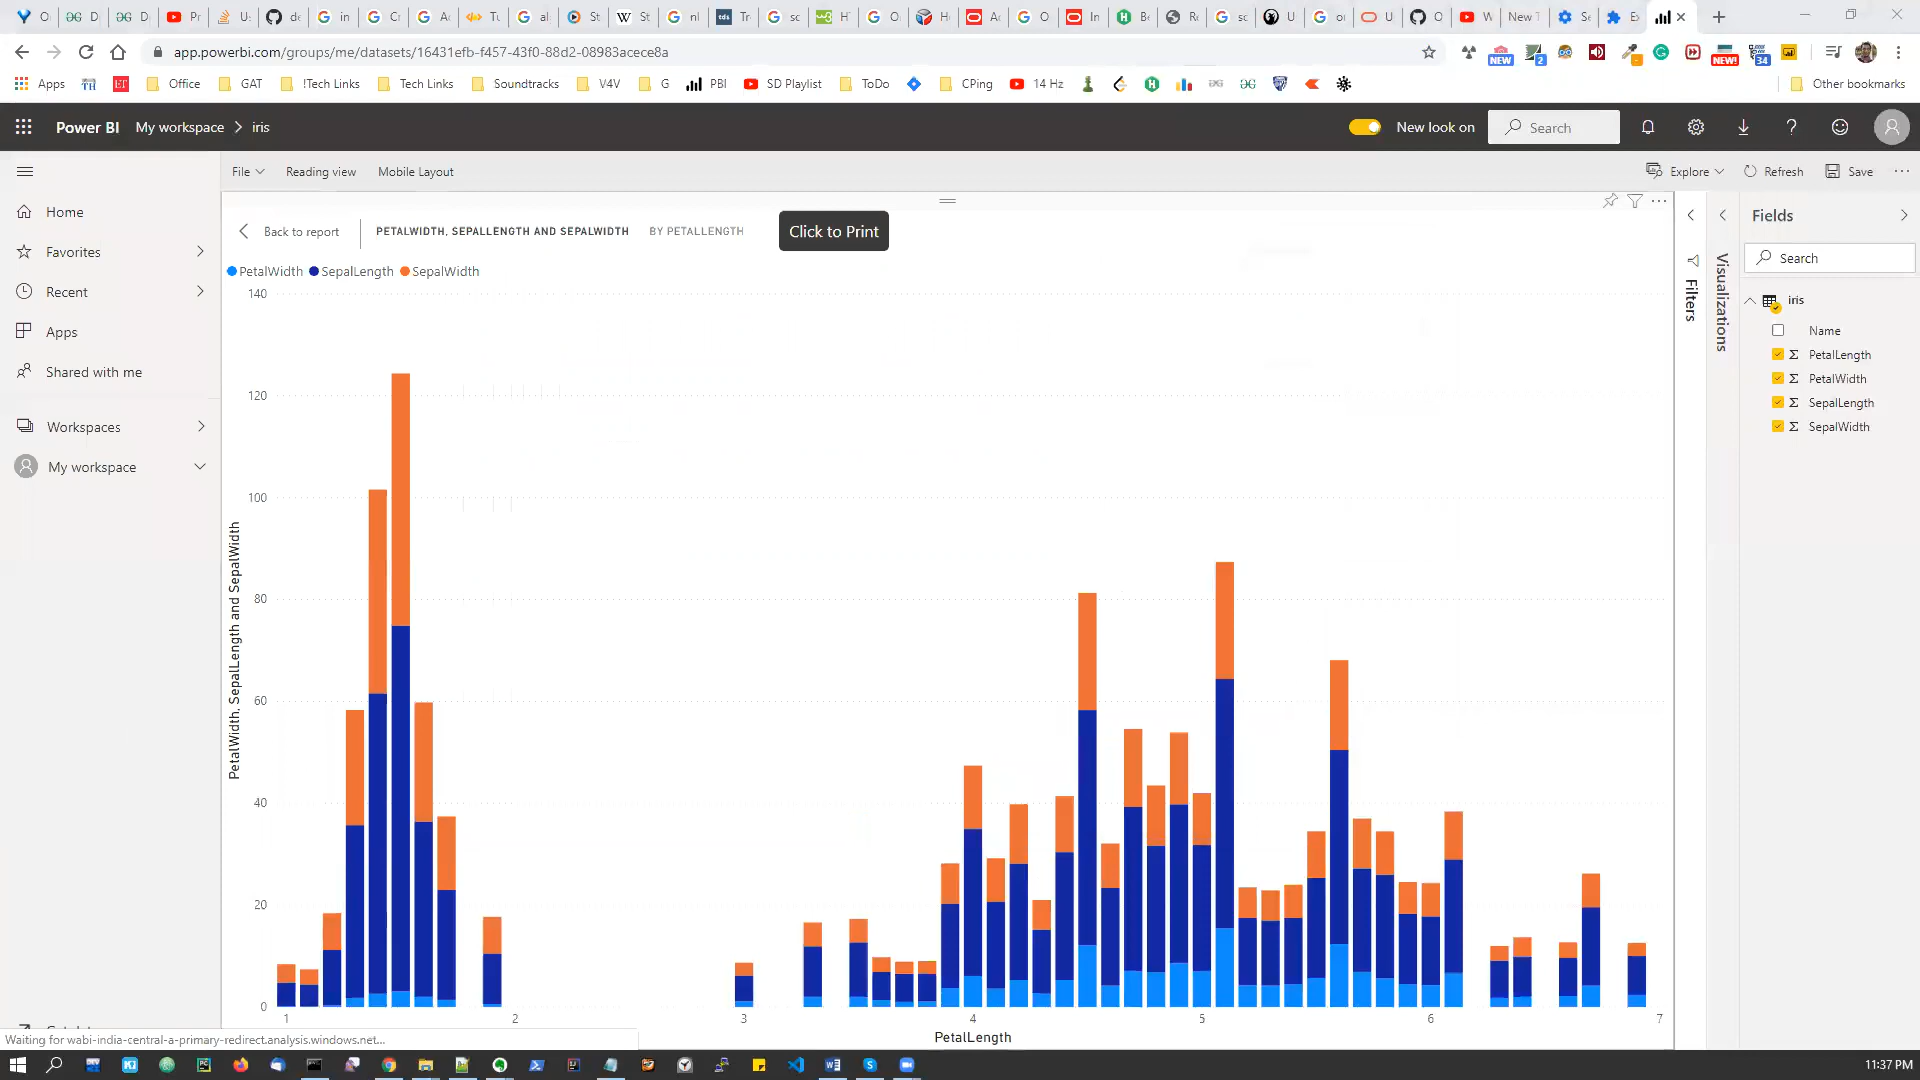 app.powerbi.com/groups/me/datasets/16431efb-f457-43f0-88d2-08983acece8a
NEW
2
NEW!
34
Apps
Office
GAT
!Tech Links
Tech Links
Soundtracks
V4V
G
PBI
SD Playlist
ToDo
CPing
14 Hz
Other bookmarks
Power BI My workspace > iris
New look on
Search
File
Reading view
Mobile Layout
Explore
Refresh
Save
Home
Favorites
Recent
Apps
Shared with me
Workspaces
My workspace
Back to report
PETALWIDTH, SEPALLENGTH AND SEPALWIDTH
BY PETALLENGTH
Click to Print
PetalWidth SepalLength SepalWidth
140
120
100
80
60
40
20
0
PetalWidth, SepalLength and SepalWidth
1 2 3 4 5 6 7
PetalLength
Filters
Visualizations
Fields
Search
iris
Name
PetalLength
PetalWidth
SepalLength
SepalWidth
Waiting for wabi-india-central-a-primary-redirect.analysis.windows.net...
11:37 PM